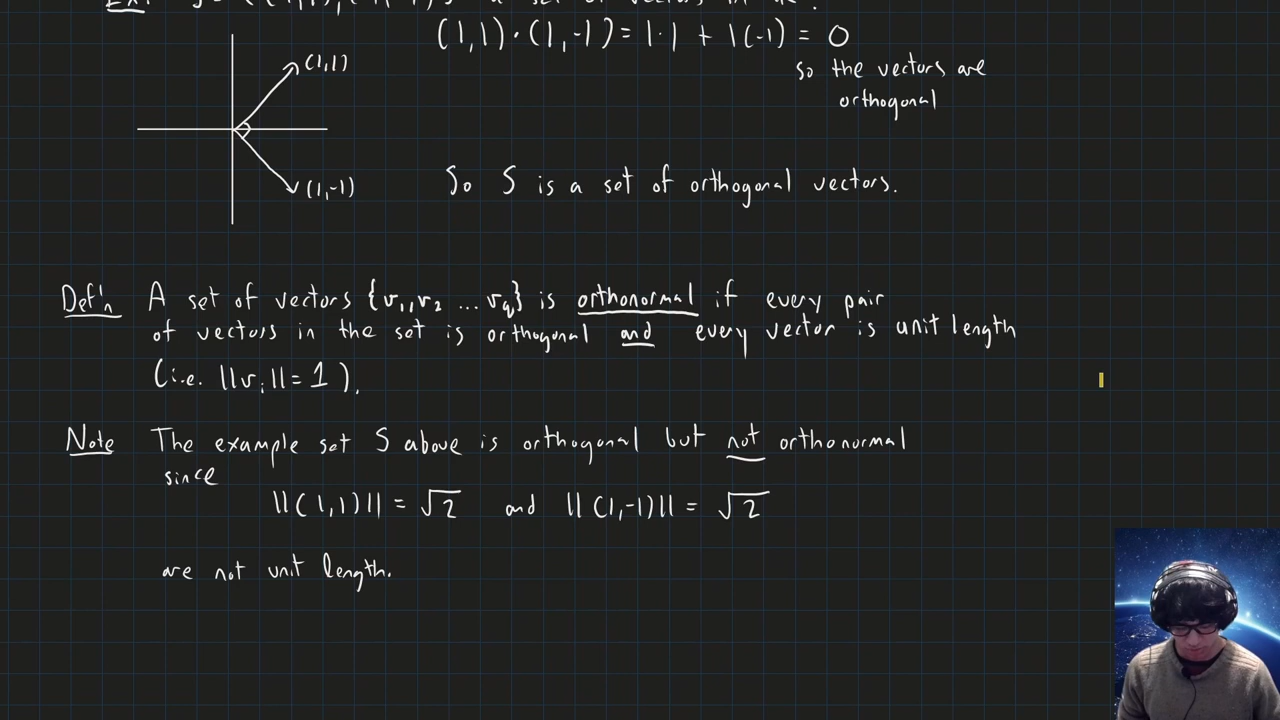 (1,1)·(1,-1) = 1·1 + 1(-1) = 0
(1,1)
so the vectors are
orthogonal
(1,-1)
So S is a set of orthogonal vectors.
Def'n A set of vectors {v₁, v₂ ... v_q} is orthonormal if every pair
of vectors in the set is orthogonal and every vector is unit length
(i.e. ||vᵢ|| = 1).
Note The example set S above is orthogonal but not orthonormal
since
||(1,1)|| = √2 and ||(1,-1)|| = √2
are not unit length.